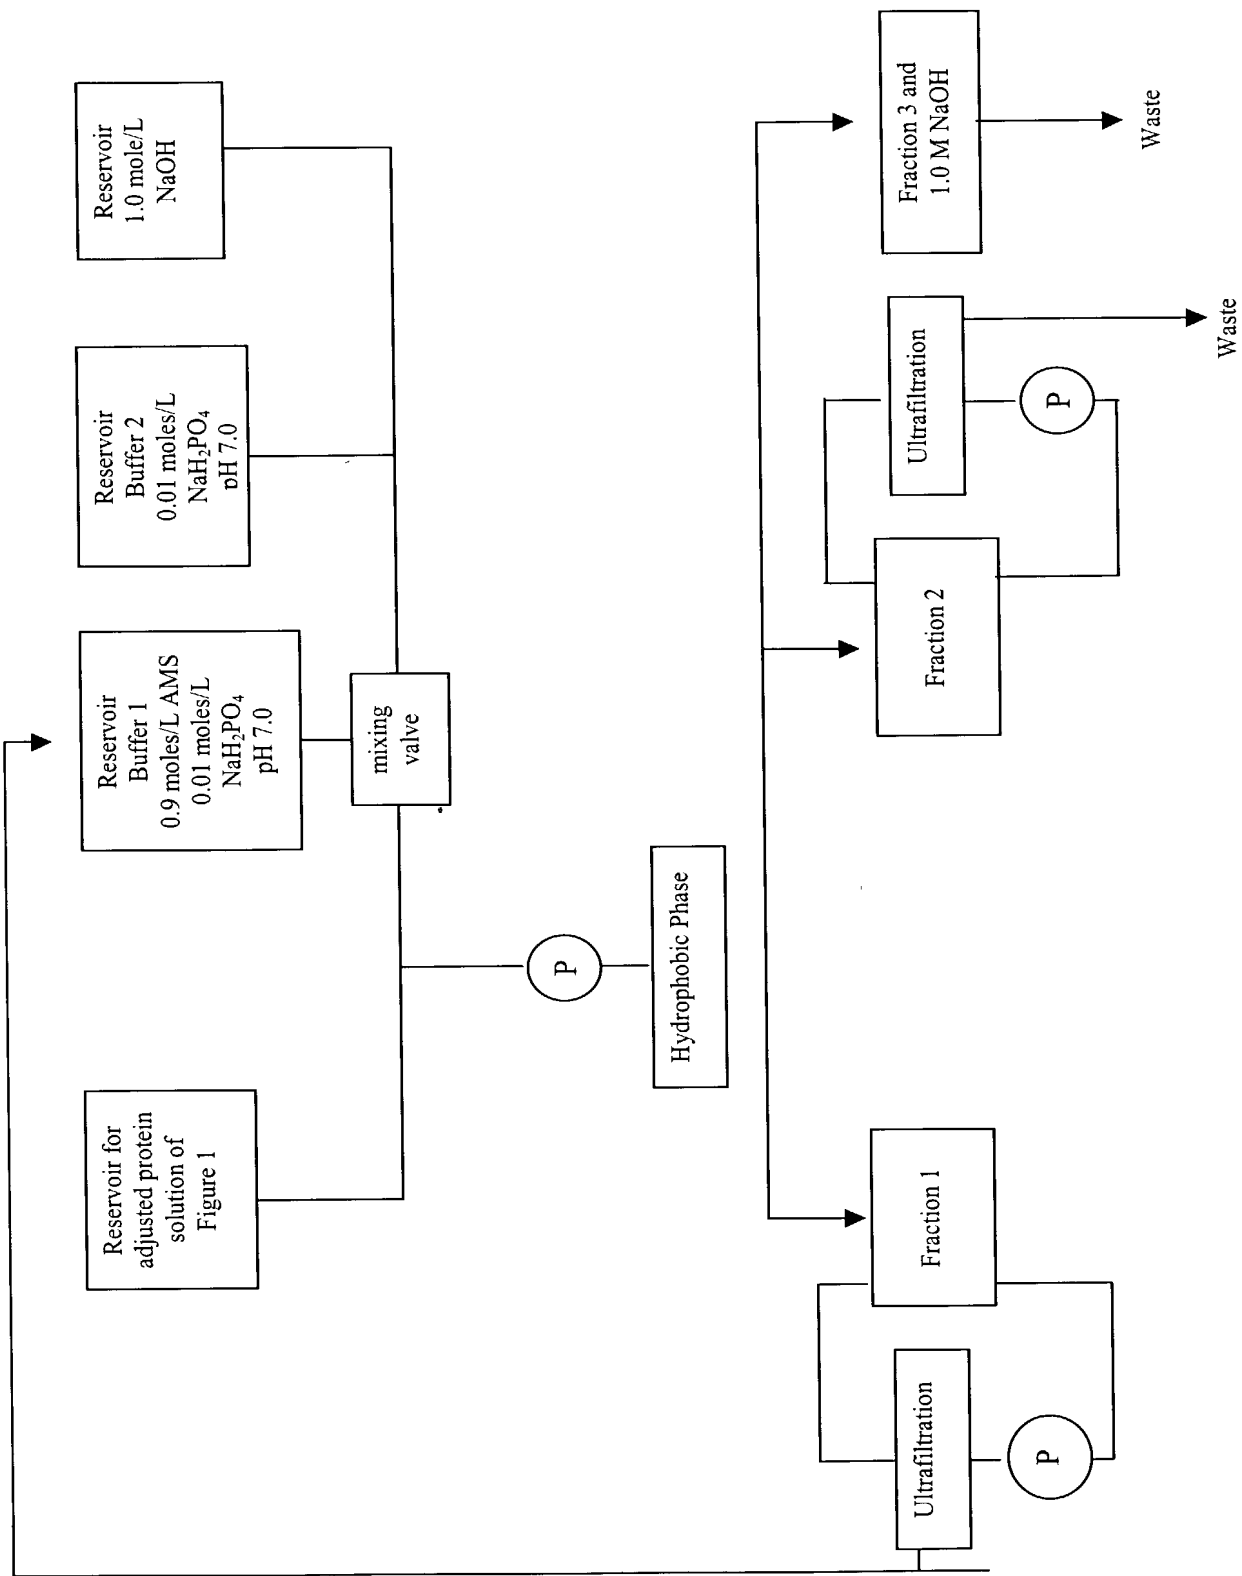 Reservoir for
adjusted protein
solution of
Figure 1
Reservoir
Buffer 1
0.9 moles/L AMS
0.01 moles/L
NaH₂PO₄
pH 7.0
Reservoir
Buffer 2
0.01 moles/L
NaH₂PO₄
pH 7.0
Reservoir
1.0 mole/L
NaOH
mixing
valve
P
Hydrophobic Phase
Ultrafiltration
P
Fraction 1
Fraction 2
Ultrafiltration
P
Waste
Fraction 3 and
1.0 M NaOH
Waste